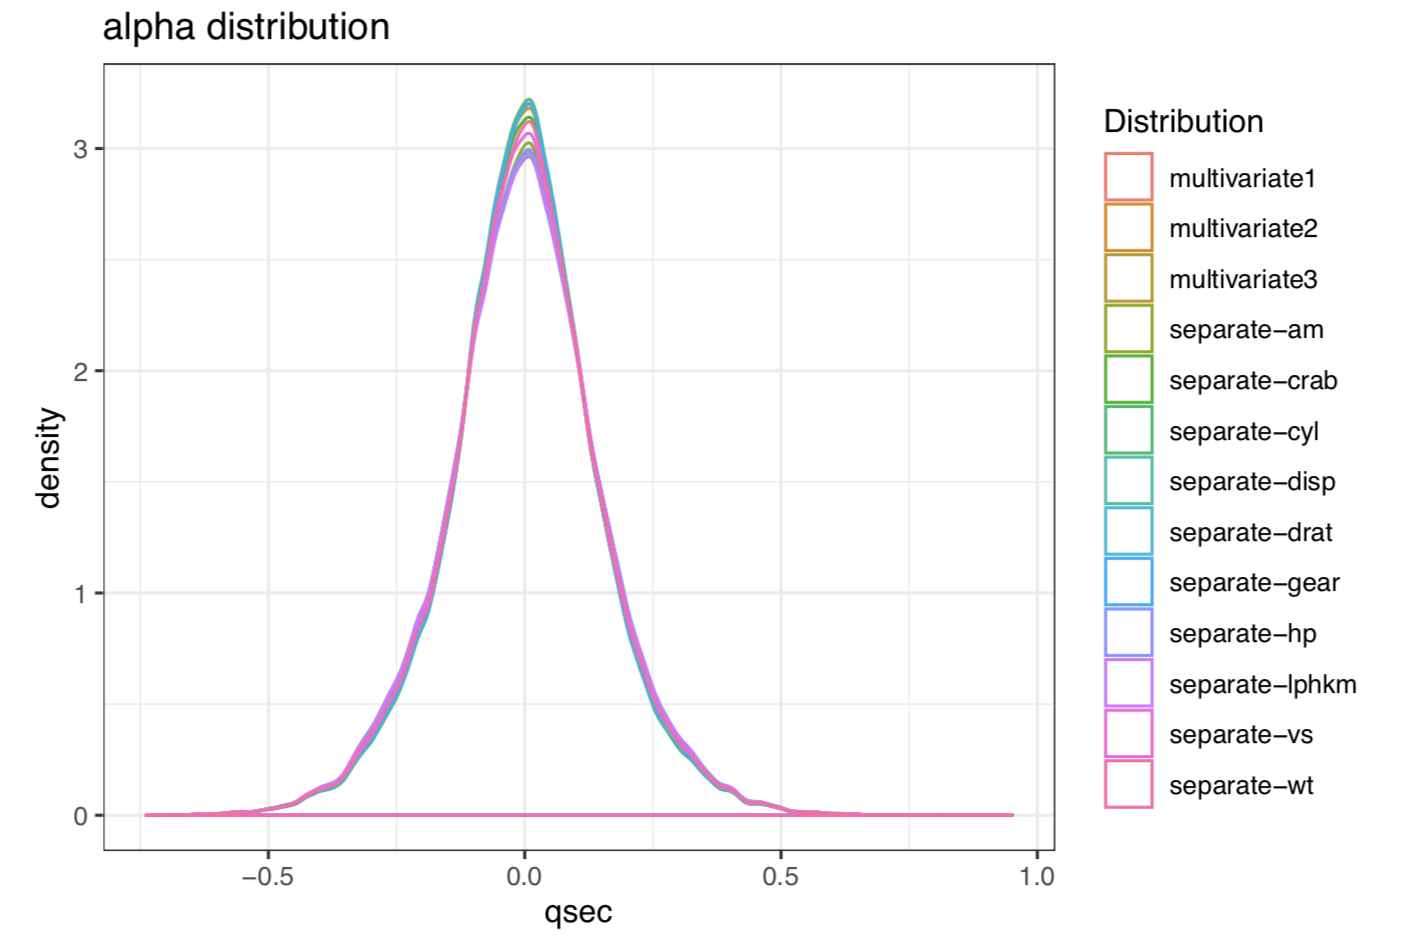 alpha distribution
3
2
1
0
density
−0.5
0.0
0.5
1.0
qsec
Distribution
multivariate1
multivariate2
multivariate3
separate−am
separate−crab
separate−cyl
separate−disp
separate−drat
separate−gear
separate−hp
separate−lphkm
separate−vs
separate−wt